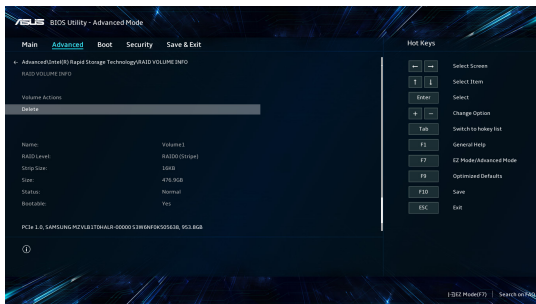 ASUS BIOS Utility - Advanced Mode
Main Advanced Boot Security Save & Exit
Hot Keys
← Advanced\Intel(R) Rapid Storage Technology\RAID VOLUME INFO
RAID VOLUME INFO
Volume Actions
Delete
Name: Volume1
RAID Level: RAID0 (Stripe)
Strip Size: 16KB
Size: 476.9GB
Status: Normal
Bootable: Yes
PCIe 1.0, SAMSUNG MZVLB1T0HALR-00000 S3W6NF0K505638, 953.8GB
← → Select Screen
↑ ↓ Select Item
Enter Select
+ − Change Option
Tab Switch to hokey list
F1 General Help
F7 EZ Mode/Advanced Mode
F9 Optimized Defaults
F10 Save
ESC Exit
EZ Mode(F7) | Search on FAQ